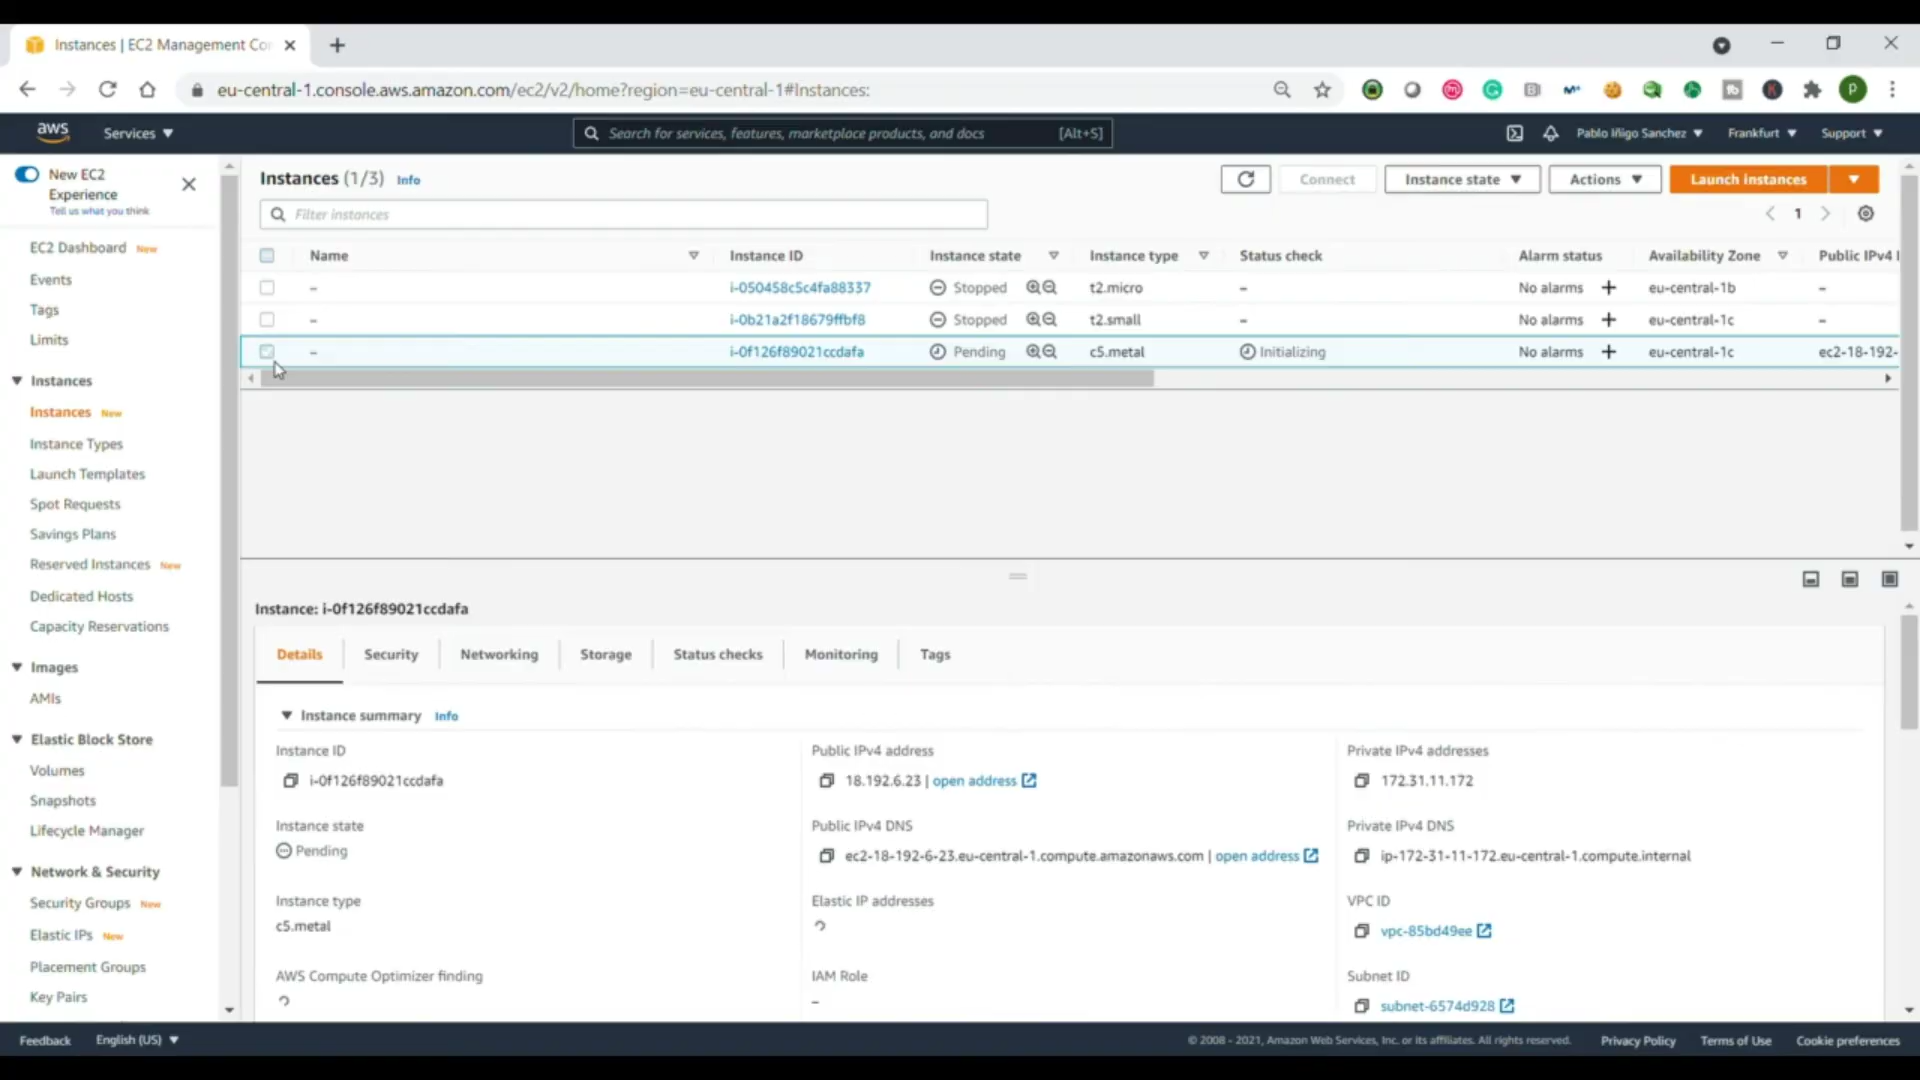 Instances | EC2 Management Co
eu-central-1.console.aws.amazon.com/ec2/v2/home?region=eu-central-1#Instances:
P
aws
Services
Search for services, features, marketplace products, and docs [Alt+S]
Pablo Iñigo Sanchez
Frankfurt
Support
New EC2
Experience
Tell us what you think
EC2 Dashboard New
Events
Tags
Limits
Instances
Instances New
Instance Types
Launch Templates
Spot Requests
Savings Plans
Reserved Instances New
Dedicated Hosts
Capacity Reservations
Images
AMIs
Elastic Block Store
Volumes
Snapshots
Lifecycle Manager
Network & Security
Security Groups New
Elastic IPs New
Placement Groups
Key Pairs
Instances (1/3) Info
Connect
Instance state
Actions
Launch instances
Filter instances
1
Name Instance ID Instance state Instance type Status check Alarm status Availability Zone Public IPv4
– i-050458c5c4fa88337 Stopped t2.micro – No alarms + eu-central-1b –
– i-0b21a2f18679ffbf8 Stopped t2.small – No alarms + eu-central-1c –
– i-0f126f89021ccdafa Pending c5.metal Initializing No alarms + eu-central-1c ec2-18-192-
Instance: i-0f126f89021ccdafa
Details
Security
Networking
Storage
Status checks
Monitoring
Tags
Instance summary Info
Instance ID
i-0f126f89021ccdafa
Public IPv4 address
18.192.6.23 | open address
Private IPv4 addresses
172.31.11.172
Instance state
Pending
Public IPv4 DNS
ec2-18-192-6-23.eu-central-1.compute.amazonaws.com | open address
Private IPv4 DNS
ip-172-31-11-172.eu-central-1.compute.internal
Instance type
c5.metal
Elastic IP addresses
VPC ID
vpc-85bd49ee
AWS Compute Optimizer finding
IAM Role
–
Subnet ID
subnet-6574d928
Feedback
English (US)
© 2008 - 2021, Amazon Web Services, Inc. or its affiliates. All rights reserved.
Privacy Policy
Terms of Use
Cookie preferences